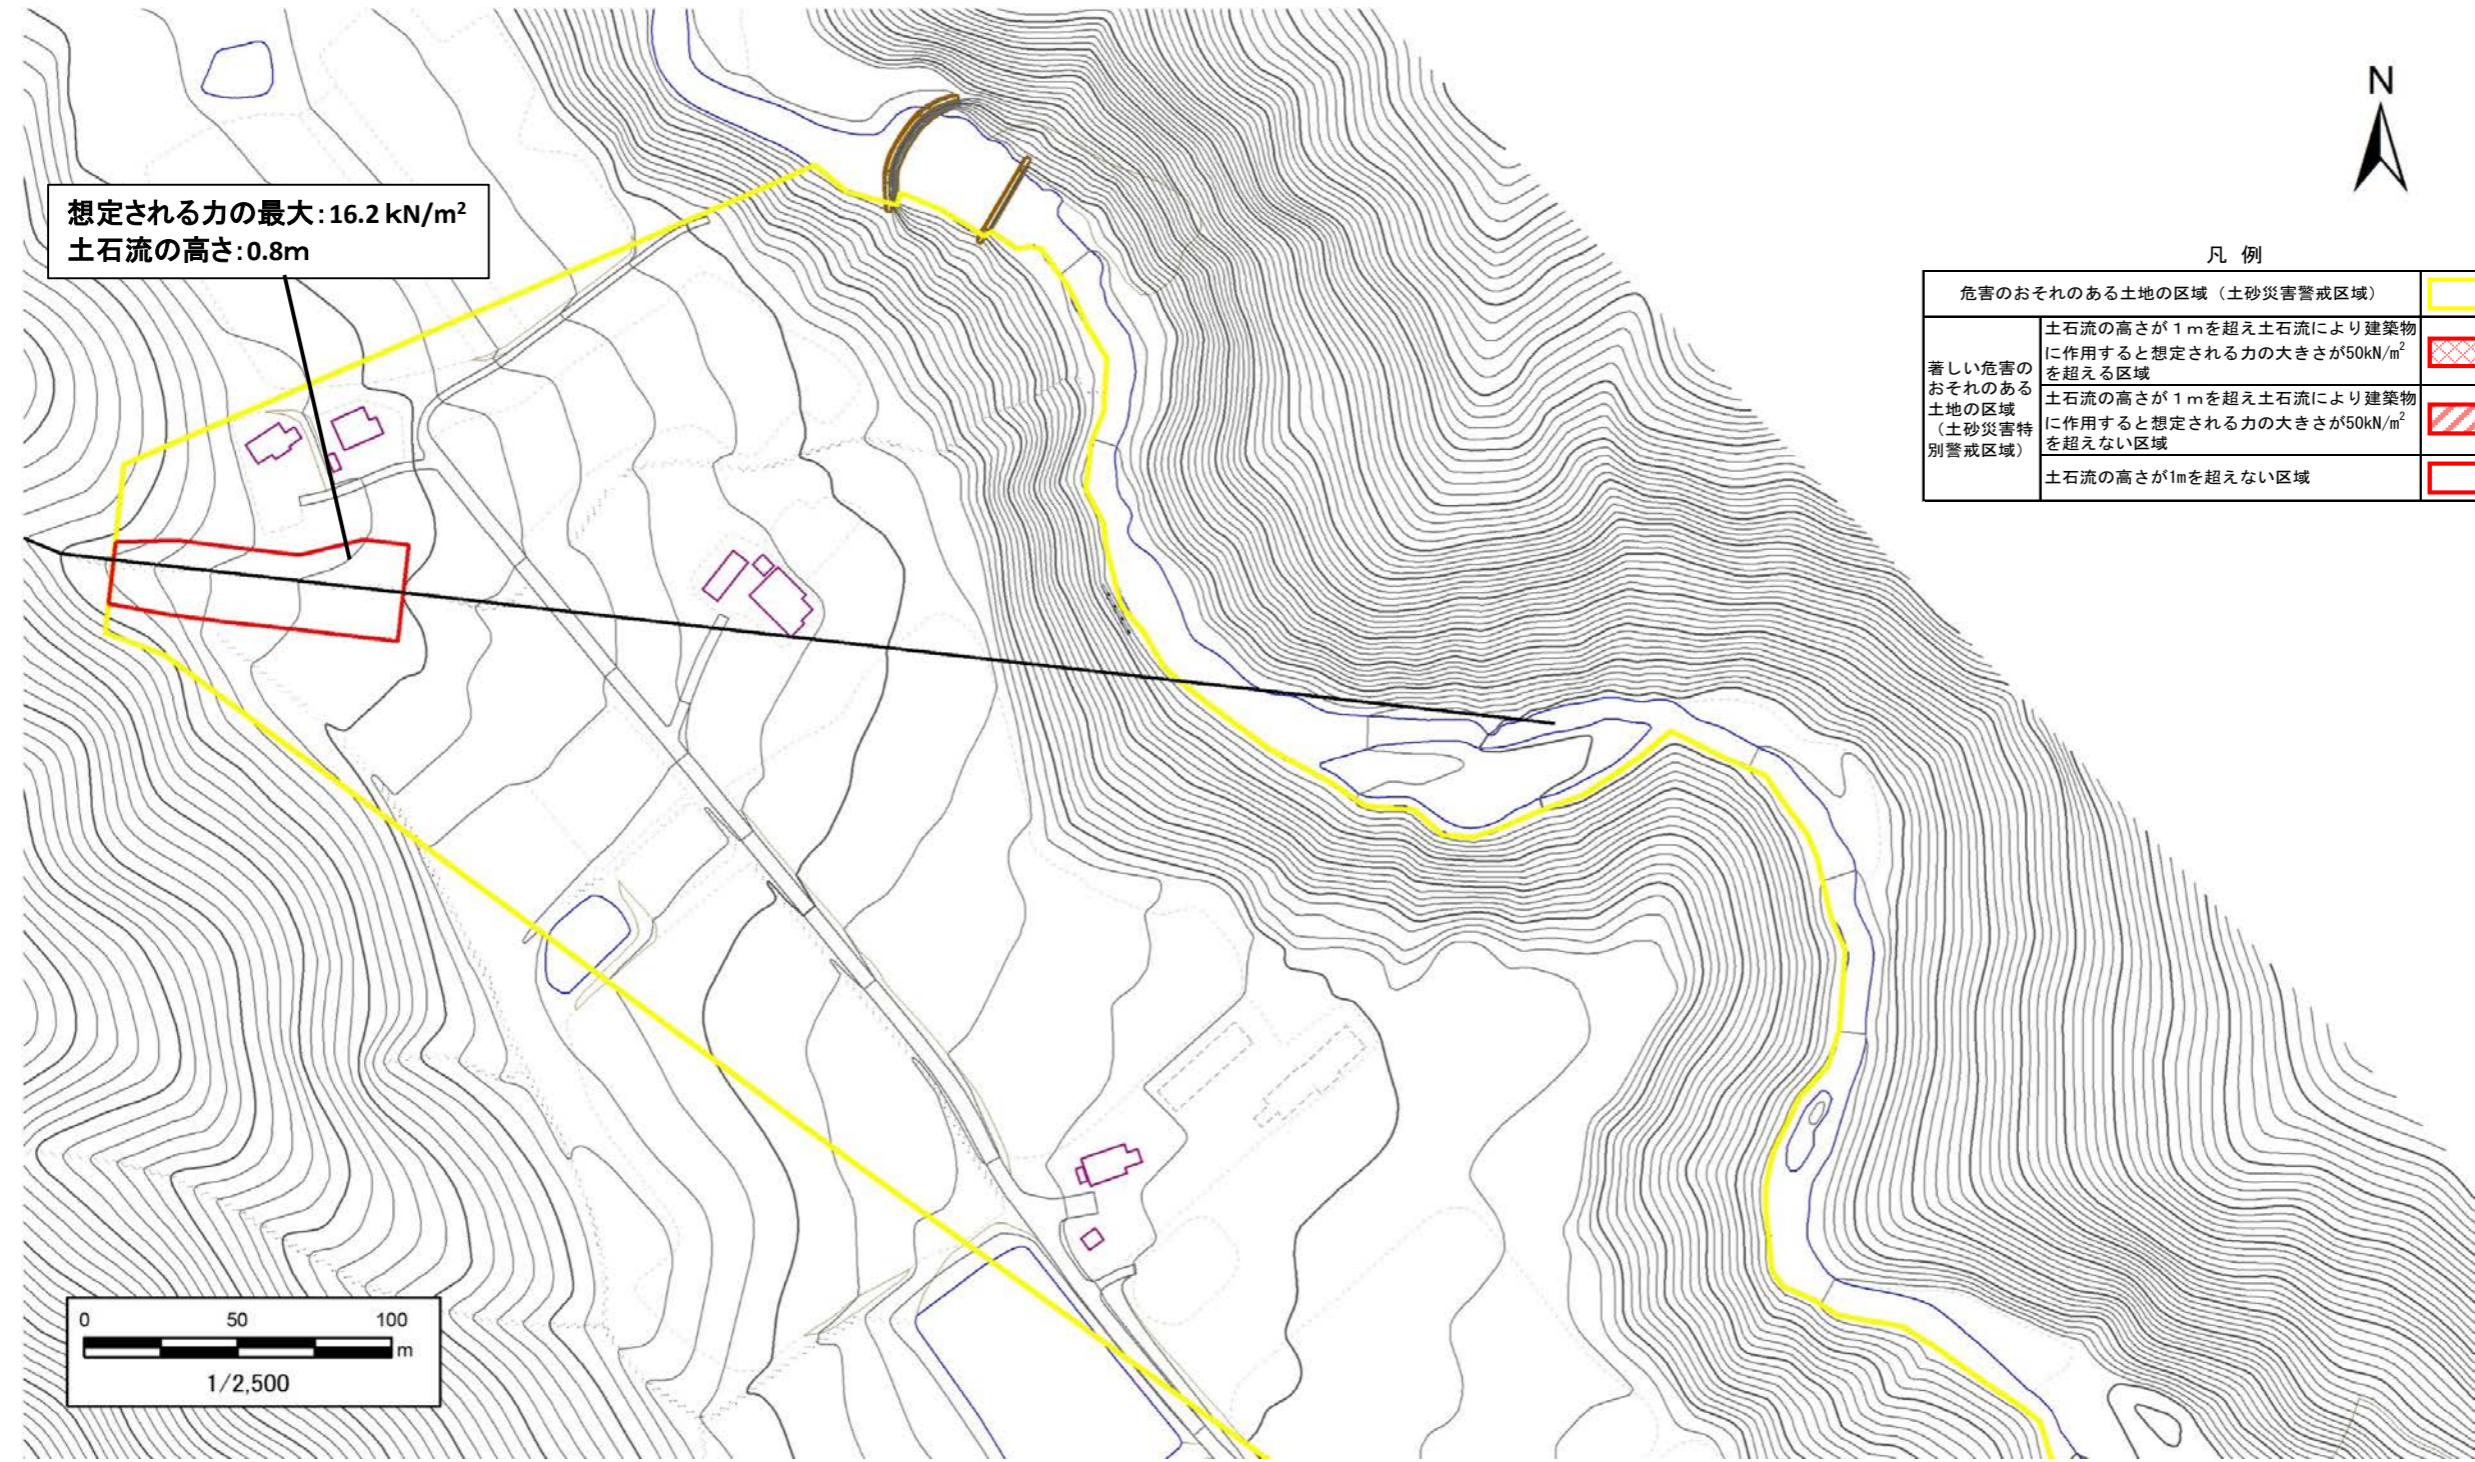 N
想定される力の最大：16.2 kN/m²
土石流の高さ：0.8m
凡 例
危害のおそれのある土地の区域（土砂災害警戒区域）
著しい危害の
おそれのある
土地の区域
（土砂災害特
別警戒区域）
土石流の高さが１ｍを超え土石流により建築物
に作用すると想定される力の大きさが50kN/m²
を超える区域
土石流の高さが１ｍを超え土石流により建築物
に作用すると想定される力の大きさが50kN/m²
を超えない区域
土石流の高さが1mを超えない区域
0 50 100
m
1/2,500